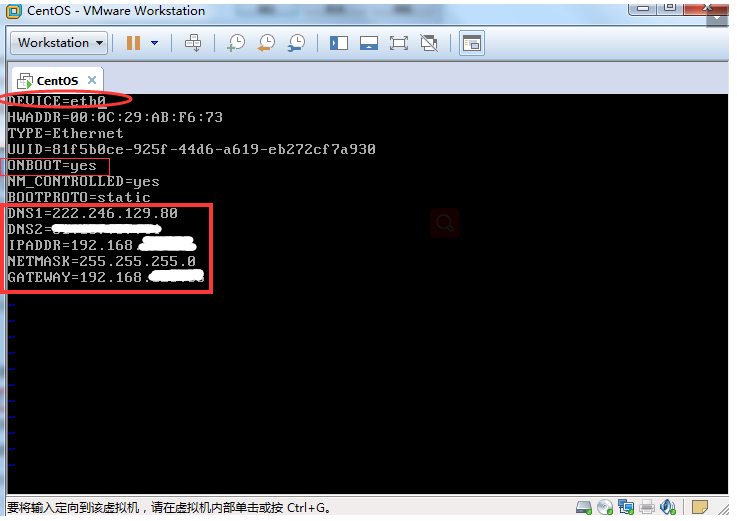 CentOS - VMware Workstation
Workstation
CentOS
DEVICE=eth0
HWADDR=00:0C:29:AB:F6:73
TYPE=Ethernet
UUID=81f5b0ce-925f-44d6-a619-eb272cf7a930
ONBOOT=yes
NM_CONTROLLED=yes
BOOTPROTO=static
DNS1=222.246.129.80
DNS2=
IPADDR=192.168
NETMASK=255.255.255.0
GATEWAY=192.168.
~
~
~
~
~
~
~
~
~
~
~
要将输入定向到该虚拟机，请在虚拟机内部单击或按 Ctrl+G。